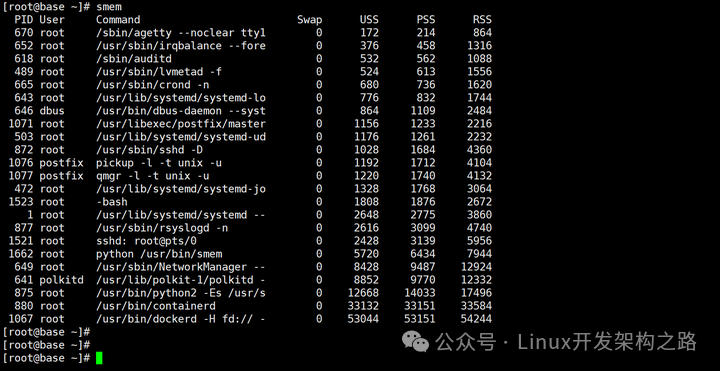 [root@base ~]# smem
PID User Command Swap USS PSS RSS
670 root /sbin/agetty --noclear tty1 0 172 214 864
652 root /usr/sbin/irqbalance --fore 0 376 458 1316
618 root /sbin/auditd 0 532 562 1088
489 root /usr/sbin/lvmetad -f 0 524 613 1556
665 root /usr/sbin/crond -n 0 680 736 1620
643 root /usr/lib/systemd/systemd-lo 0 776 832 1744
646 dbus /usr/bin/dbus-daemon --syst 0 864 1109 2484
1071 root /usr/libexec/postfix/master 0 1156 1233 2216
503 root /usr/lib/systemd/systemd-ud 0 1176 1261 2232
872 root /usr/sbin/sshd -D 0 1028 1684 4360
1076 postfix pickup -l -t unix -u 0 1192 1712 4104
1077 postfix qmgr -l -t unix -u 0 1220 1740 4132
472 root /usr/lib/systemd/systemd-jo 0 1328 1768 3064
1523 root -bash 0 1808 1876 2672
1 root /usr/lib/systemd/systemd -- 0 2648 2775 3860
877 root /usr/sbin/rsyslogd -n 0 2616 3099 4740
1521 root sshd: root@pts/0 0 2428 3139 5956
1662 root python /usr/bin/smem 0 5720 6434 7944
649 root /usr/sbin/NetworkManager -- 0 8428 9487 12924
641 polkitd /usr/lib/polkit-1/polkitd - 0 8852 9770 12332
875 root /usr/bin/python2 -Es /usr/s 0 12668 14033 17496
880 root /usr/bin/containerd 0 33132 33151 33584
1067 root /usr/bin/dockerd -H fd:// - 0 53044 53151 54244
[root@base ~]#
[root@base ~]#
[root@base ~]#
公众号 · Linux开发架构之路